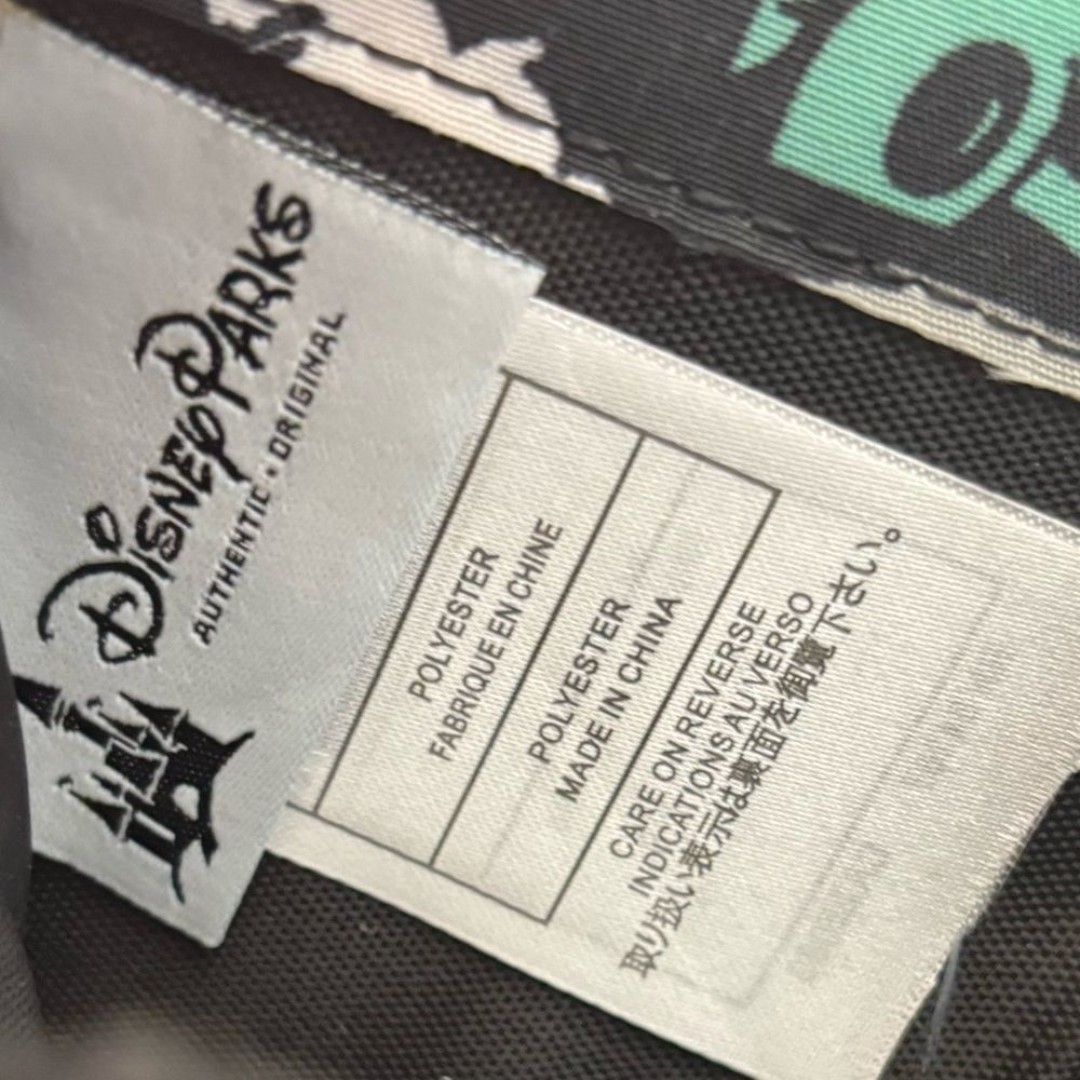 DISNEY PARKS
AUTHENTIC • ORIGINAL
POLYESTER
FABRIQUE EN CHINE
POLYESTER
MADE IN CHINA
CARE ON REVERSE
INDICATIONS AU VERSO
取り扱い表示は裏面を御覧下さい。